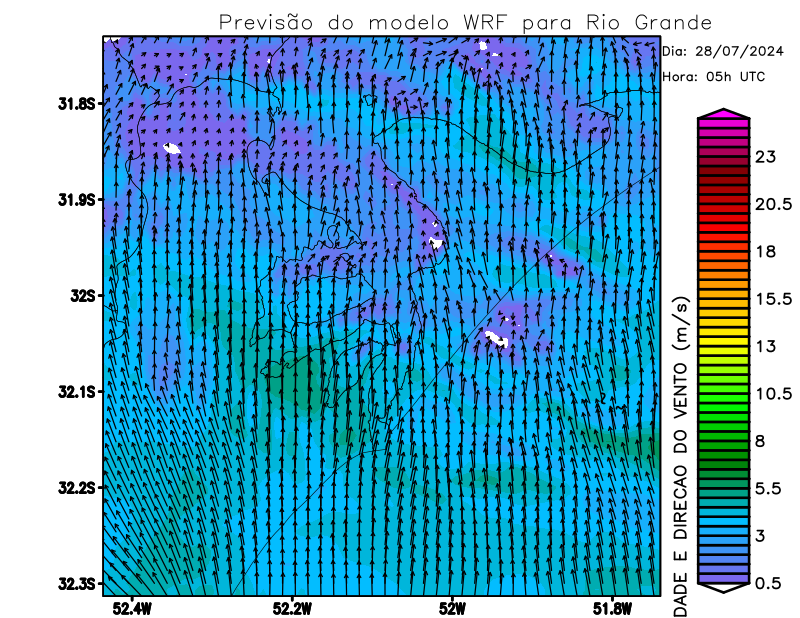 Previsão do modelo WRF para Rio Grande
Dia: 28/07/2024
Hora: 05h UTC
31.8S
31.9S
32S
32.1S
32.2S
32.3S
52.4W
52.2W
52W
51.8W
DADE E DIRECAO DO VENTO (m/s)
23
20.5
18
15.5
13
10.5
8
5.5
3
0.5